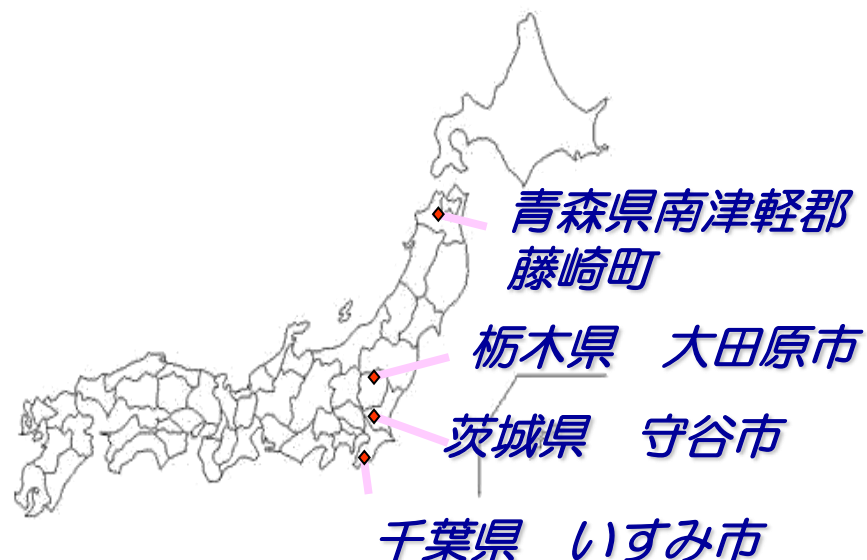 青森県南津軽郡
藤崎町
栃木県　大田原市
茨城県　守谷市
千葉県　いすみ市